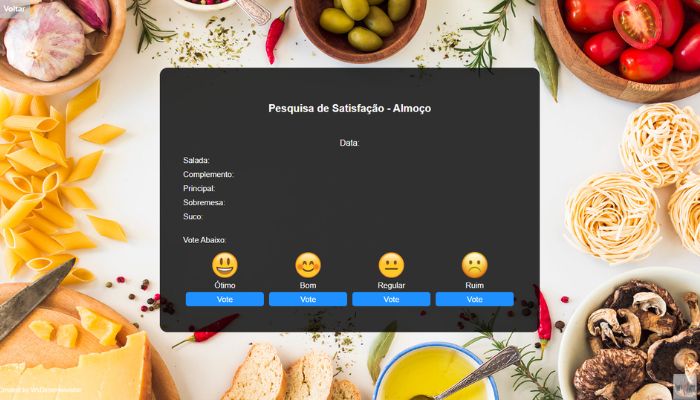 Voltar
Pesquisa de Satisfação - Almoço
Data:
Salada:
Complemento:
Principal:
Sobremesa:
Suco:
Vote Abaixo:
Ótimo Bom Regular Ruim
Vote Vote Vote Vote
Created by